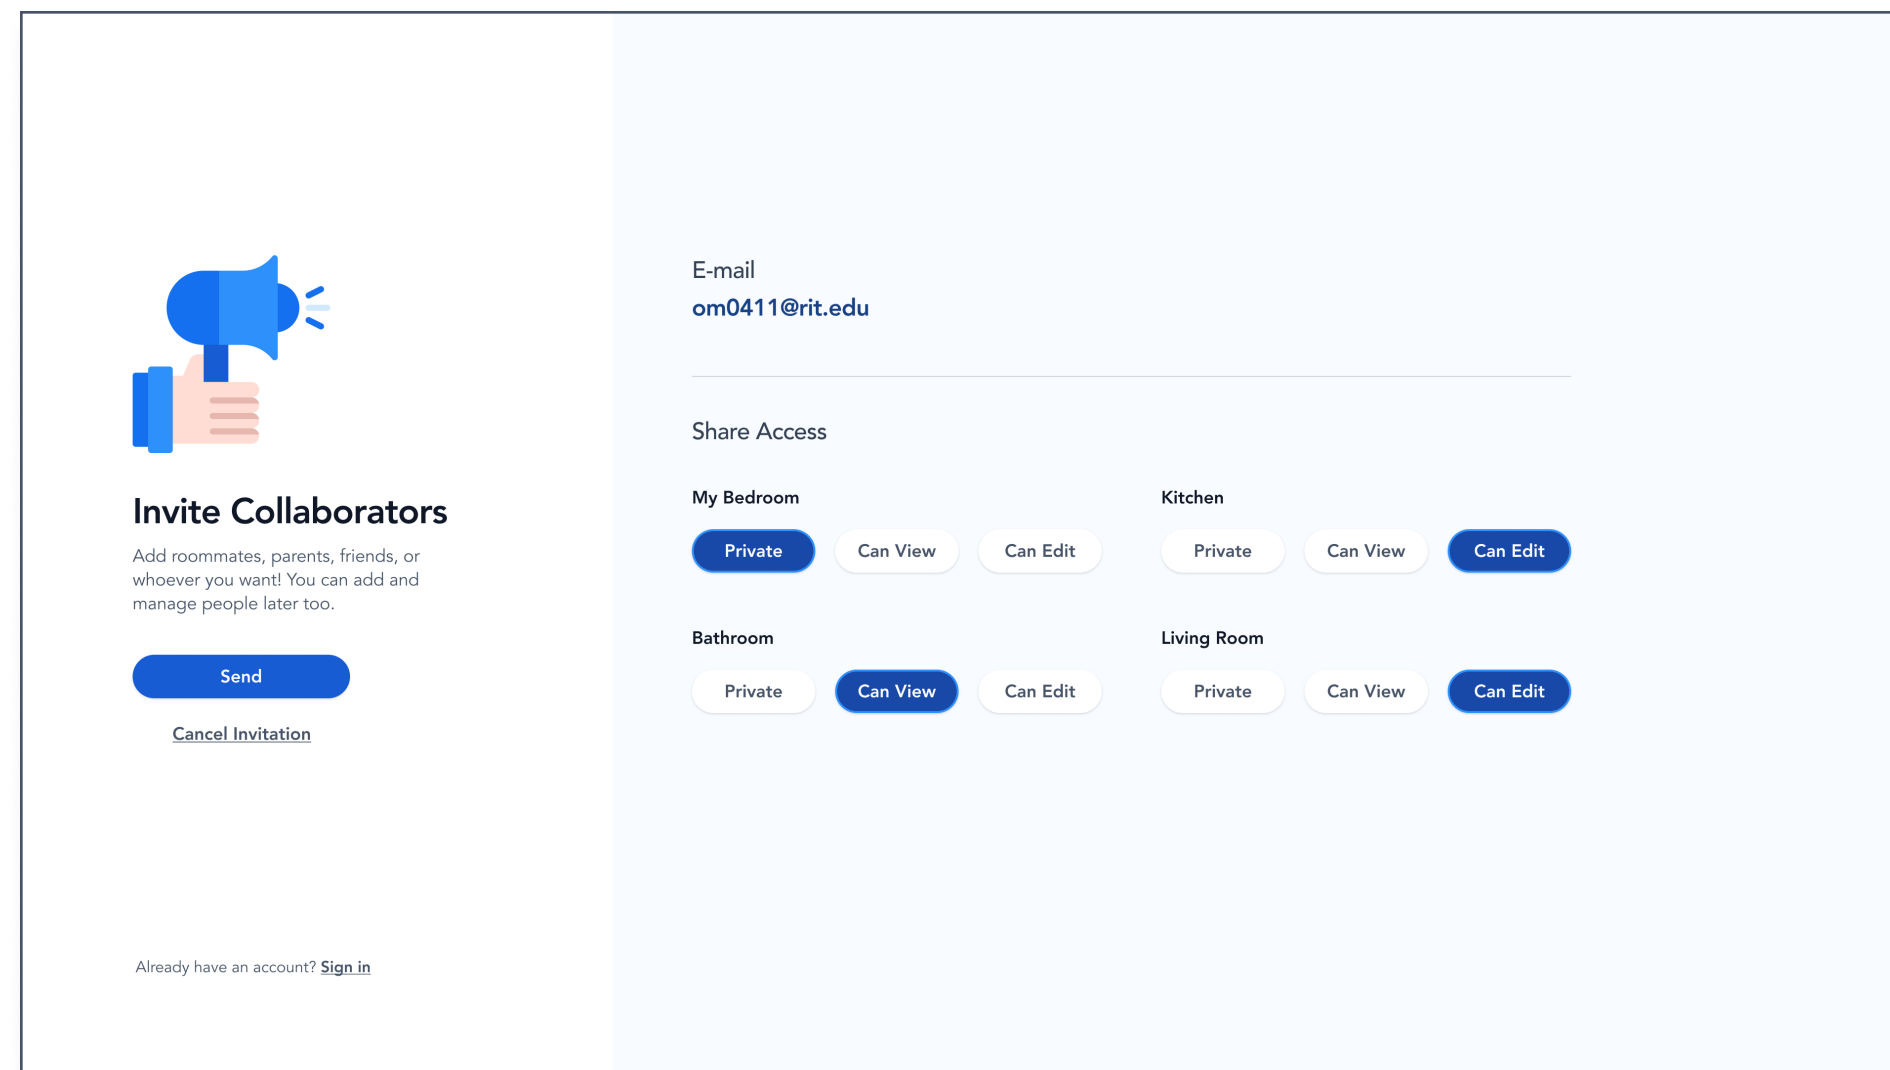 Invite Collaborators
Add roommates, parents, friends, or
whoever you want! You can add and
manage people later too.
Send
Cancel Invitation
Already have an account? Sign in
E-mail
om0411@rit.edu
Share Access
My Bedroom
Private Can View Can Edit
Kitchen
Private Can View Can Edit
Bathroom
Private Can View Can Edit
Living Room
Private Can View Can Edit